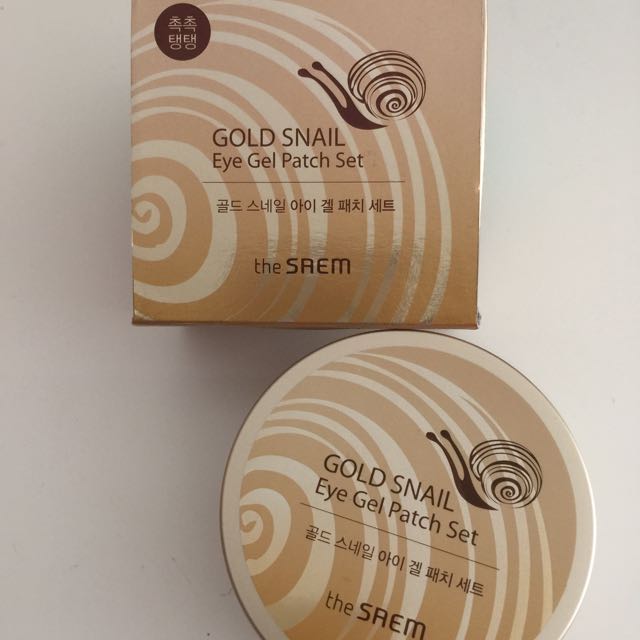 촉촉
탱탱
GOLD SNAIL
Eye Gel Patch Set
골드 스네일 아이 겔 패치 세트
the SAEM
GOLD SNAIL
Eye Gel Patch Set
골드 스네일 아이 겔 패치 세트
the SAEM